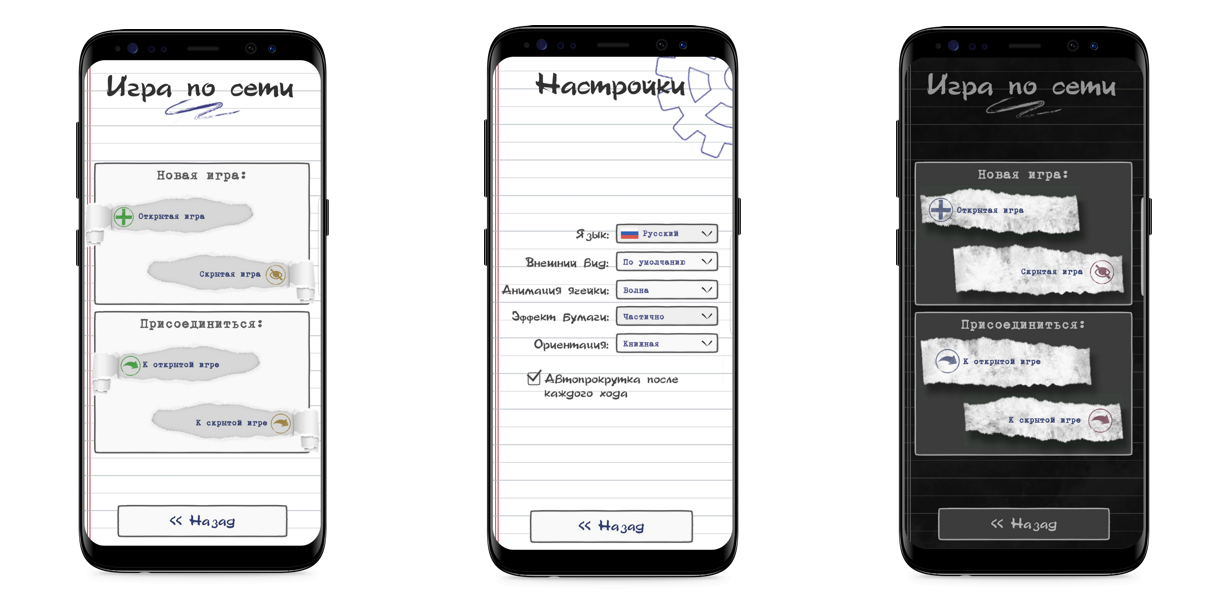 Игра по сети
Новая игра:
Открытая игра
Скрытая игра
Присоединиться:
К открытой игре
К скрытой игре
<< Назад
Настройки
Язык: Русский
Внешний вид: По умолчанию
Анимация ячейки: Волна
Эффект бумаги: Частично
Ориентация: Книжная
Автопрокрутка после
каждого хода
<< Назад
Игра по сети
Новая игра:
Открытая игра
Скрытая игра
Присоединиться:
К открытой игре
К скрытой игре
<< Назад